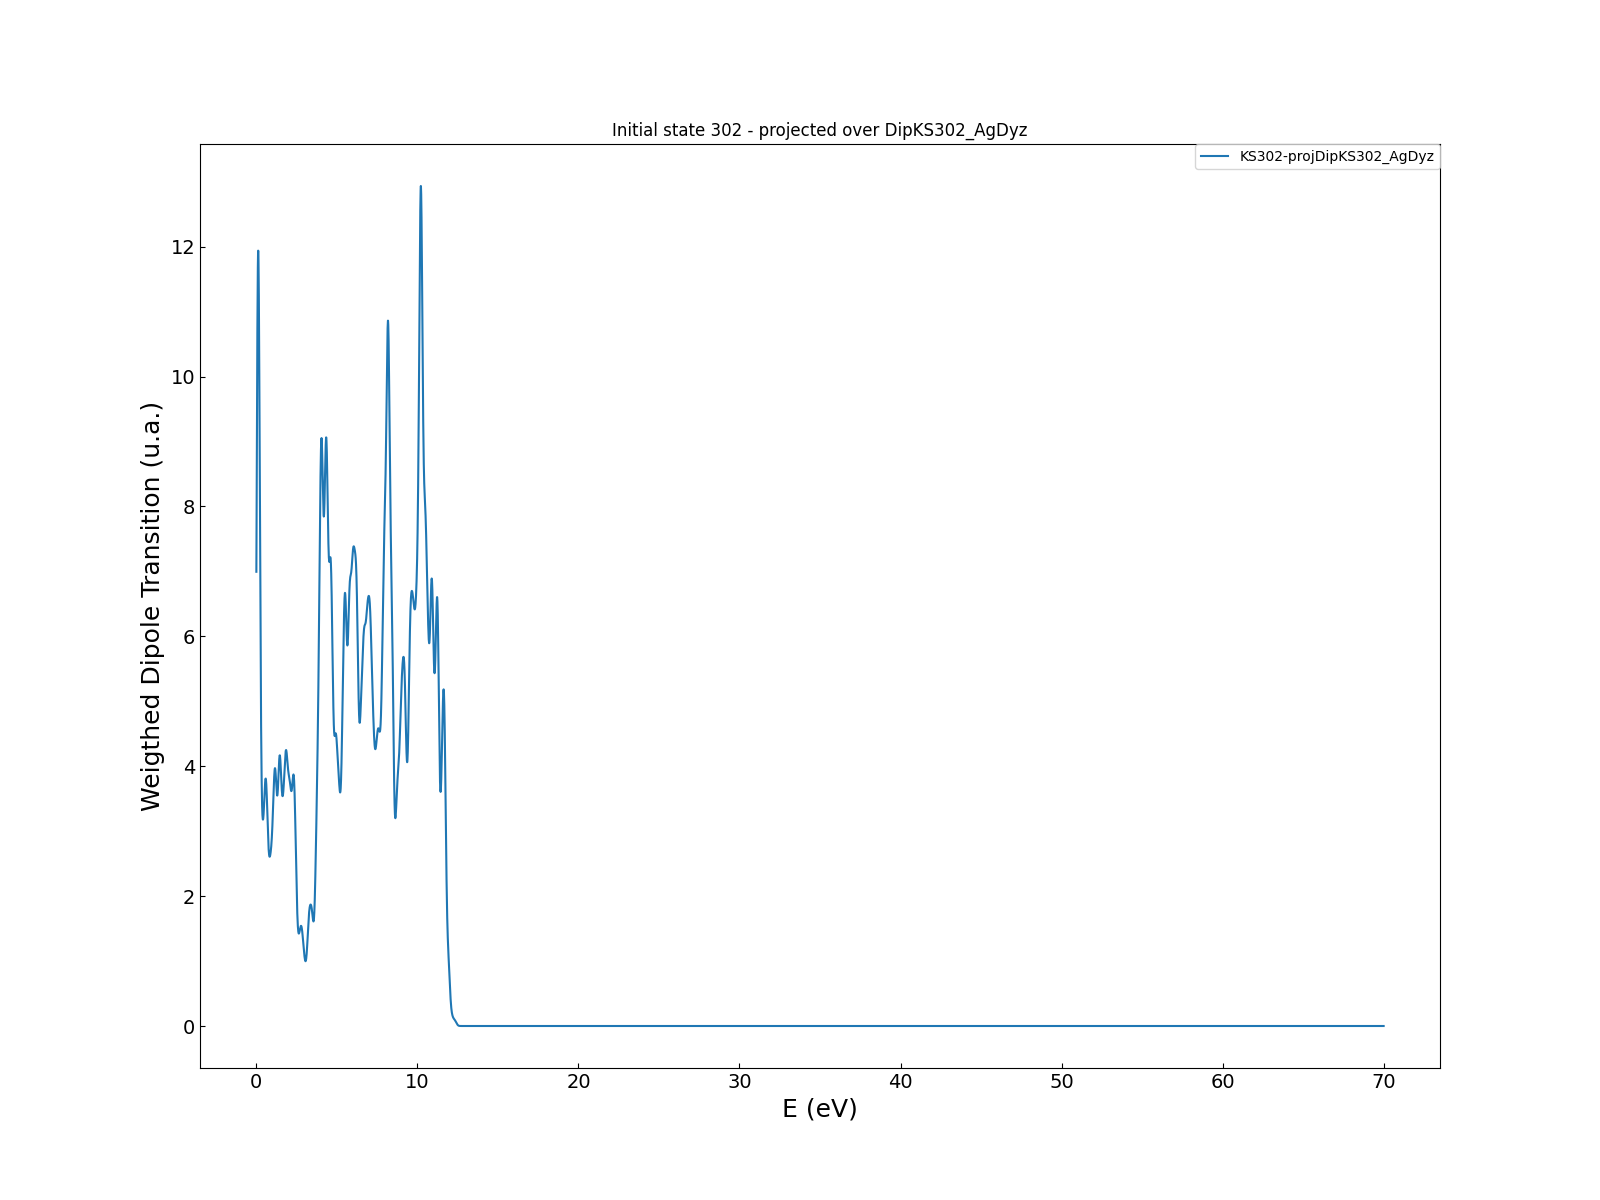 Initial state 302 - projected over DipKS302_AgDyz
KS302-projDipKS302_AgDyz
Weigthed Dipole Transition (u.a.)
12
10
8
6
4
2
0
0 10 20 30 40 50 60 70
E (eV)